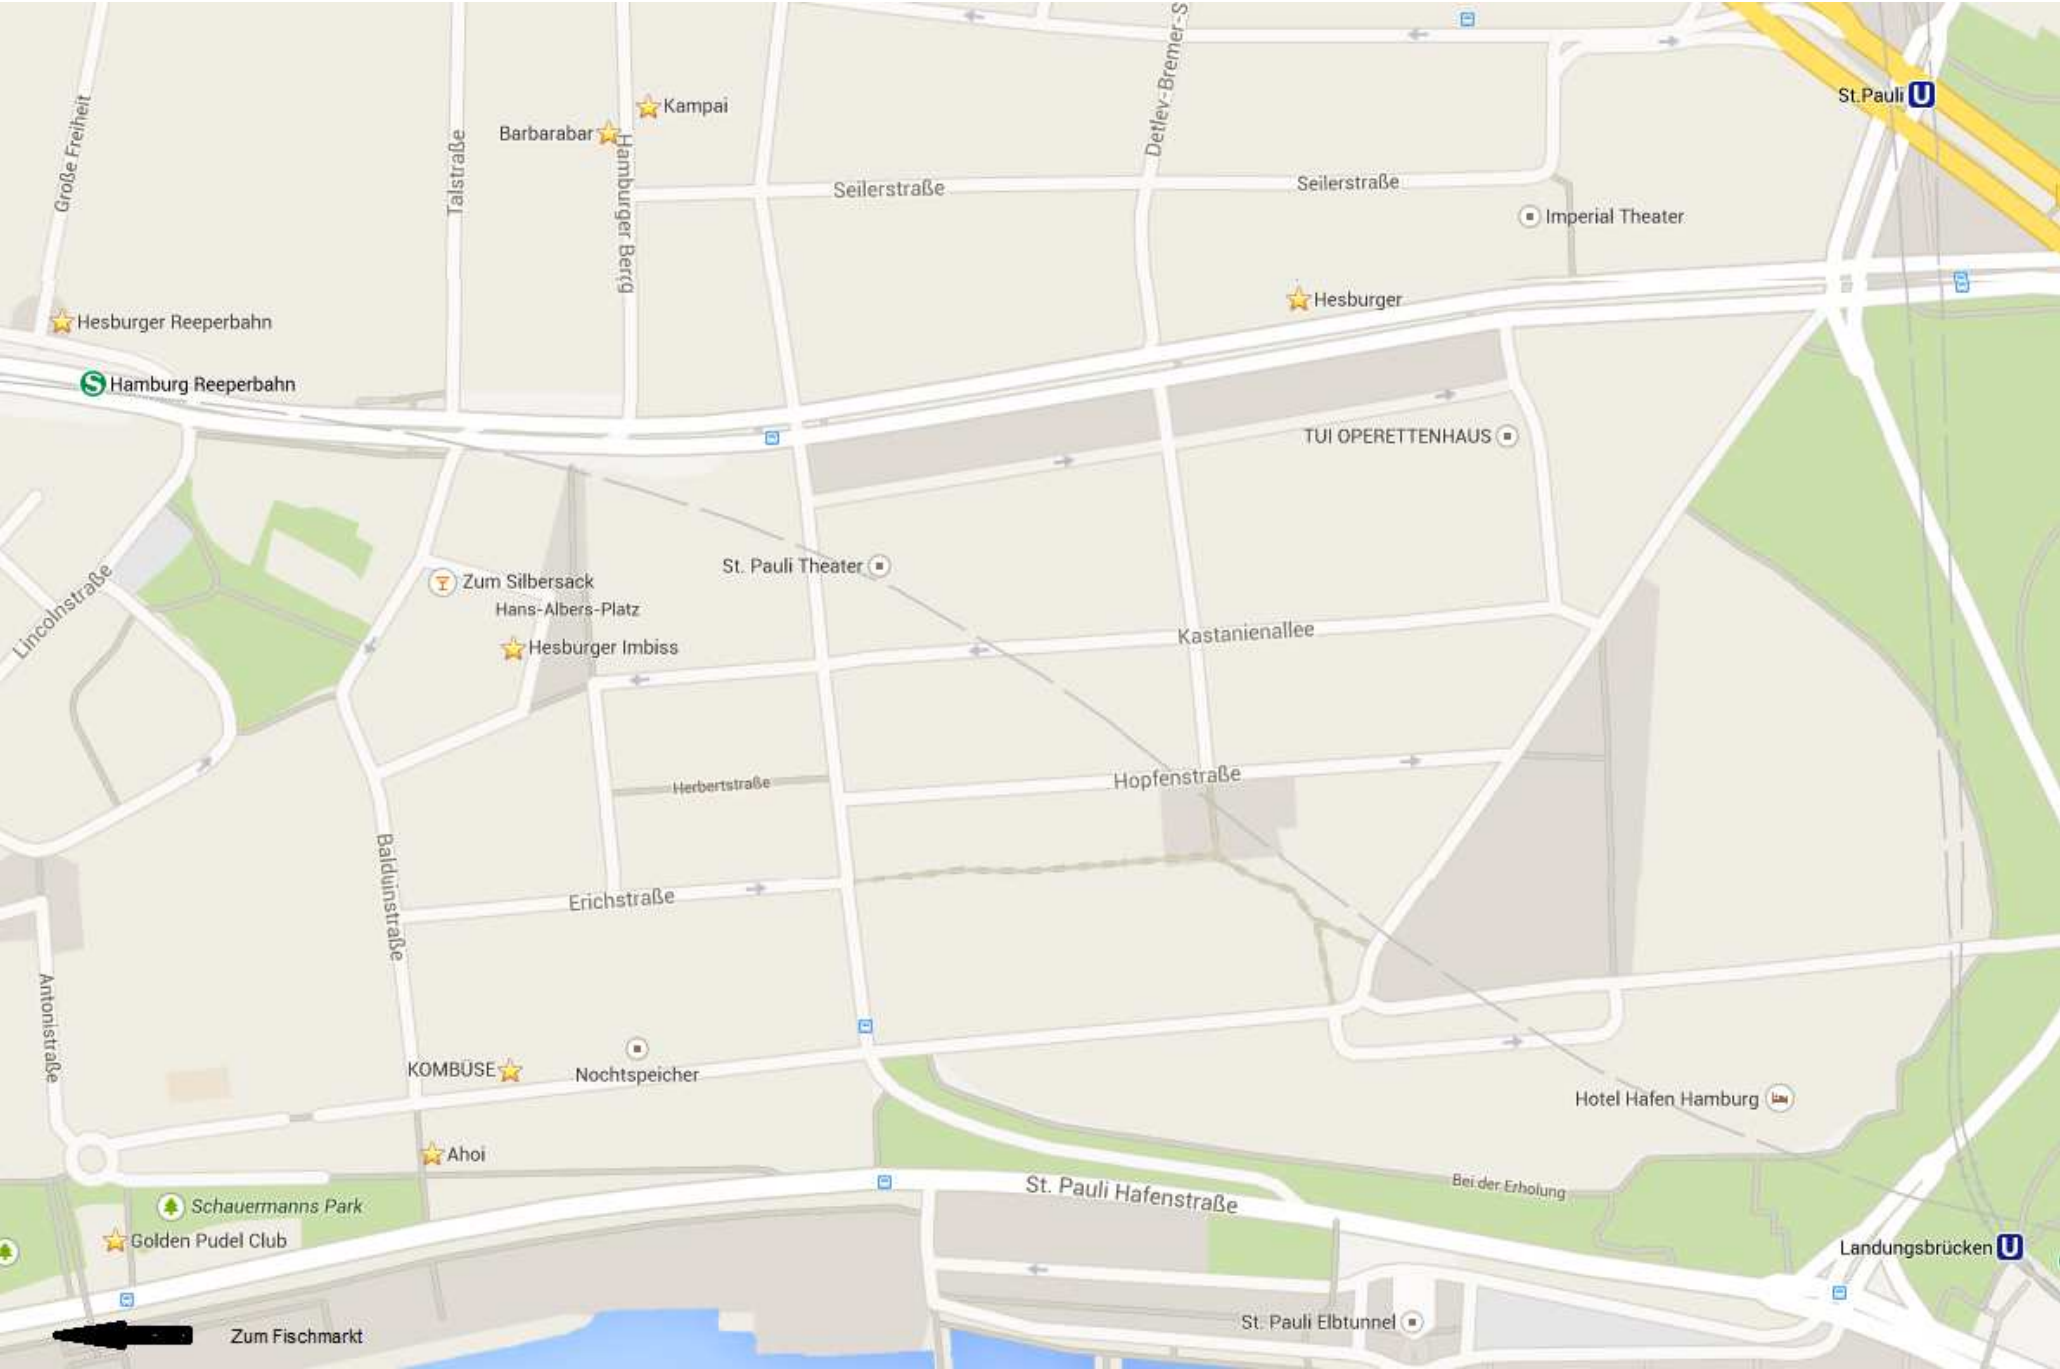 Detlev-Bremer-S
St.Pauli U
Kampai
Große Freiheit
Talstraße
Barbarabar
Hamburger Berg
Seilerstraße
Seilerstraße
Imperial Theater
Hesburger
Hesburger Reeperbahn
S Hamburg Reeperbahn
TUI OPERETTENHAUS
St. Pauli Theater
Zum Silbersack
Hans-Albers-Platz
Lincolnstraße
Hesburger Imbiss
Kastanienallee
Hopfenstraße
Herbertstraße
Balduinstraße
Erichstraße
Antonistraße
KOMBÜSE
Nochtspeicher
Hotel Hafen Hamburg
Ahoi
Bei der Erholung
St. Pauli Hafenstraße
Schauermanns Park
Golden Pudel Club
Landungsbrücken U
St. Pauli Elbtunnel
Zum Fischmarkt